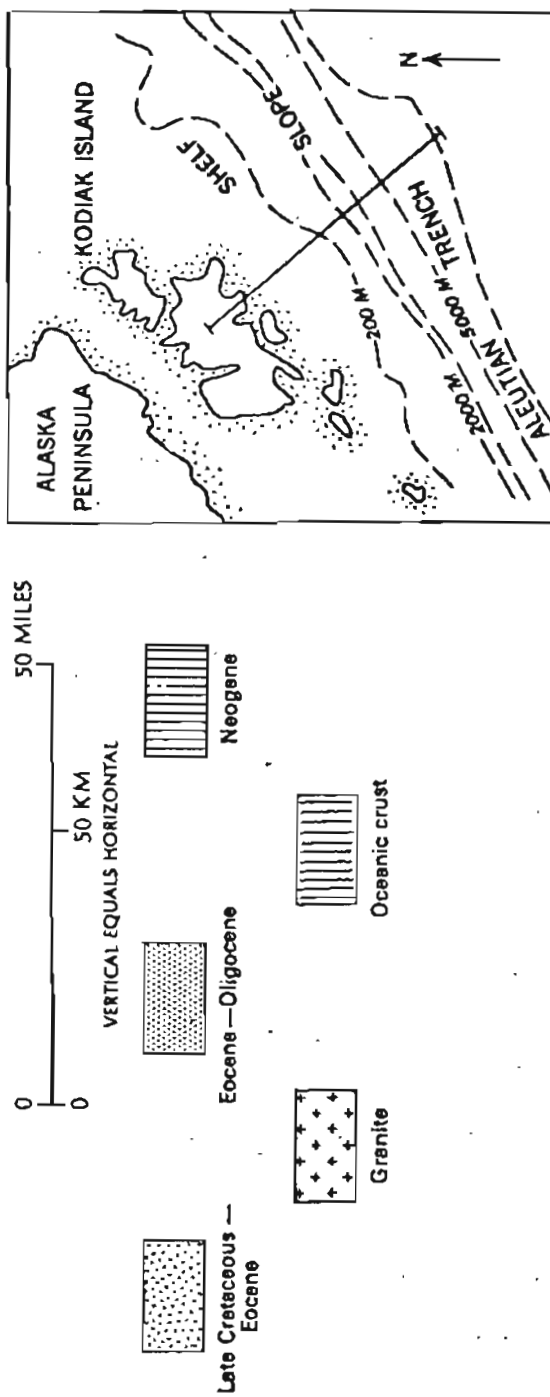 0 50 MILES
0 50 KM
VERTICAL EQUALS HORIZONTAL
Late Cretaceous —
Eocene
Eocene — Oligocene
Neogene
Granite
Oceanic crust
ALASKA
PENINSULA
KODIAK ISLAND
SHELF
SLOPE
200 M
2000 M
5000 M
ALEUTIAN TRENCH
N